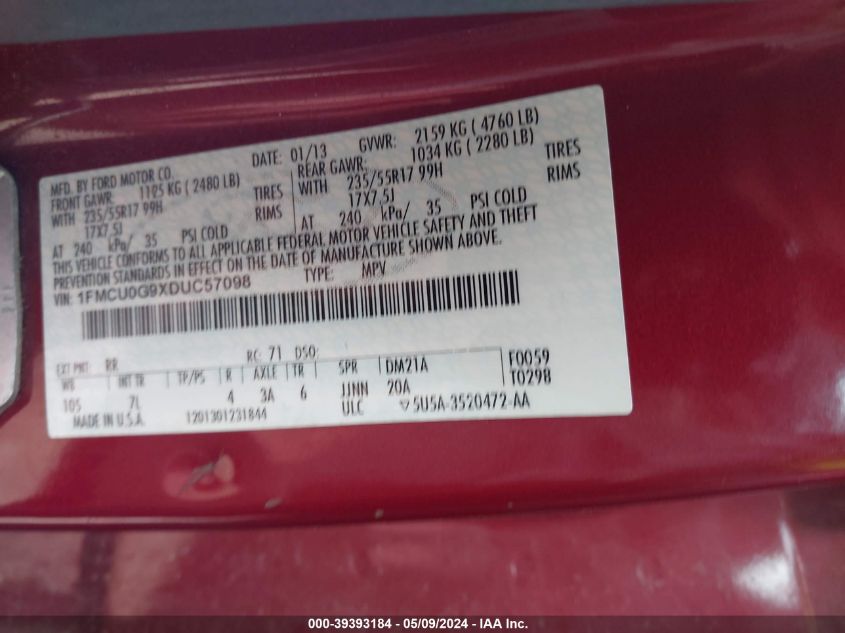 MFD. BY FORD MOTOR CO.
DATE: 01/13 GVWR: 2159 KG ( 4760 LB)
FRONT GAWR: 1125 KG ( 2480 LB)
REAR GAWR: 1034 KG ( 2280 LB)
WITH 235/55R17 99H TIRES
WITH 235/55R17 99H TIRES
17X7.5J RIMS
17X7.5J RIMS
AT 240 kPa/ 35 PSI COLD
AT 240 kPa/ 35 PSI COLD
THIS VEHICLE CONFORMS TO ALL APPLICABLE FEDERAL MOTOR VEHICLE SAFETY AND THEFT
PREVENTION STANDARDS IN EFFECT ON THE DATE OF MANUFACTURE SHOWN ABOVE.
VIN: 1FMCU0G9XDUC57098 TYPE: MPV
EXT PNT: RR RC: 71 DSO: F0059
WB INT TR TP/PS R AXLE TR SPR DM21A T0298
105 7L 4 3A 6 JJNN 20A
MADE IN U.S.A. 1201301231844 ULC ▽5U5A-3520472-AA
000-39393184 - 05/09/2024 - IAA Inc.